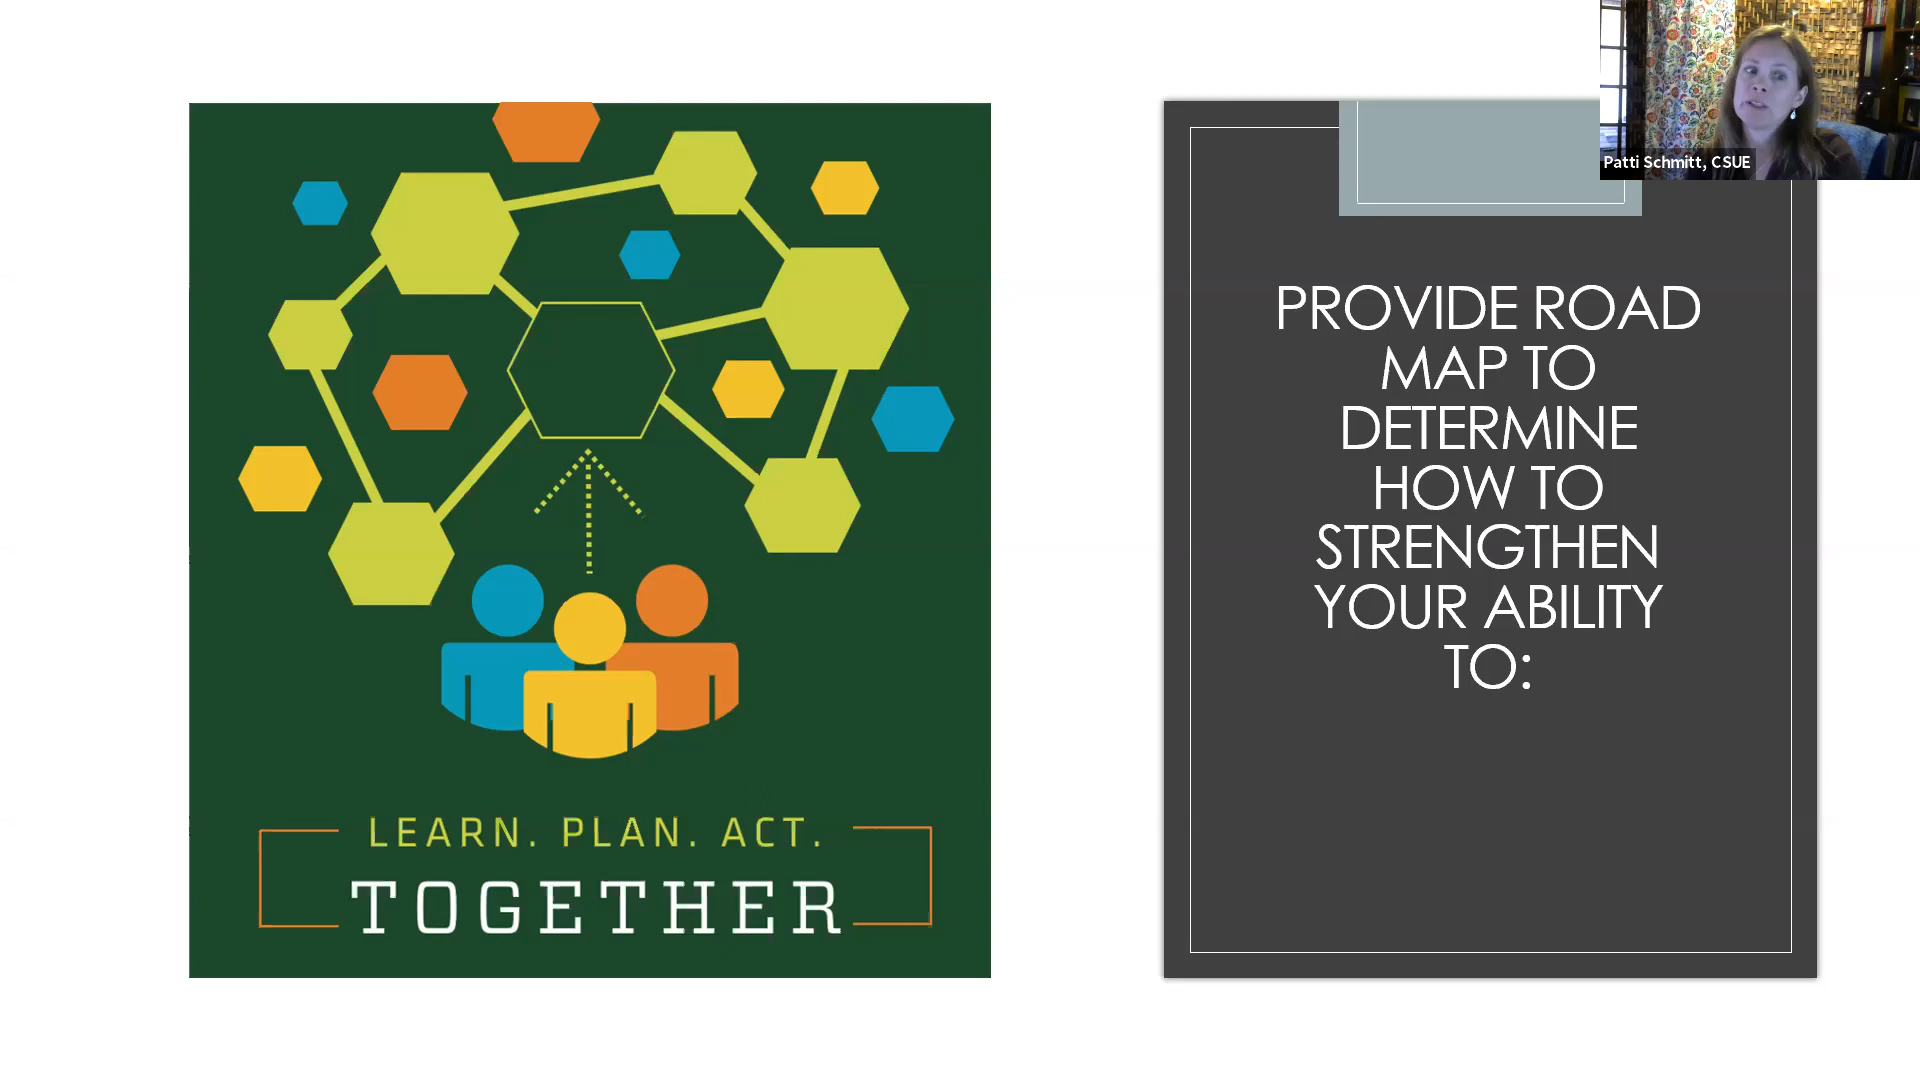 Patti Schmitt, CSUE
LEARN. PLAN. ACT.
TOGETHER
PROVIDE ROAD
MAP TO
DETERMINE
HOW TO
STRENGTHEN
YOUR ABILITY
TO: